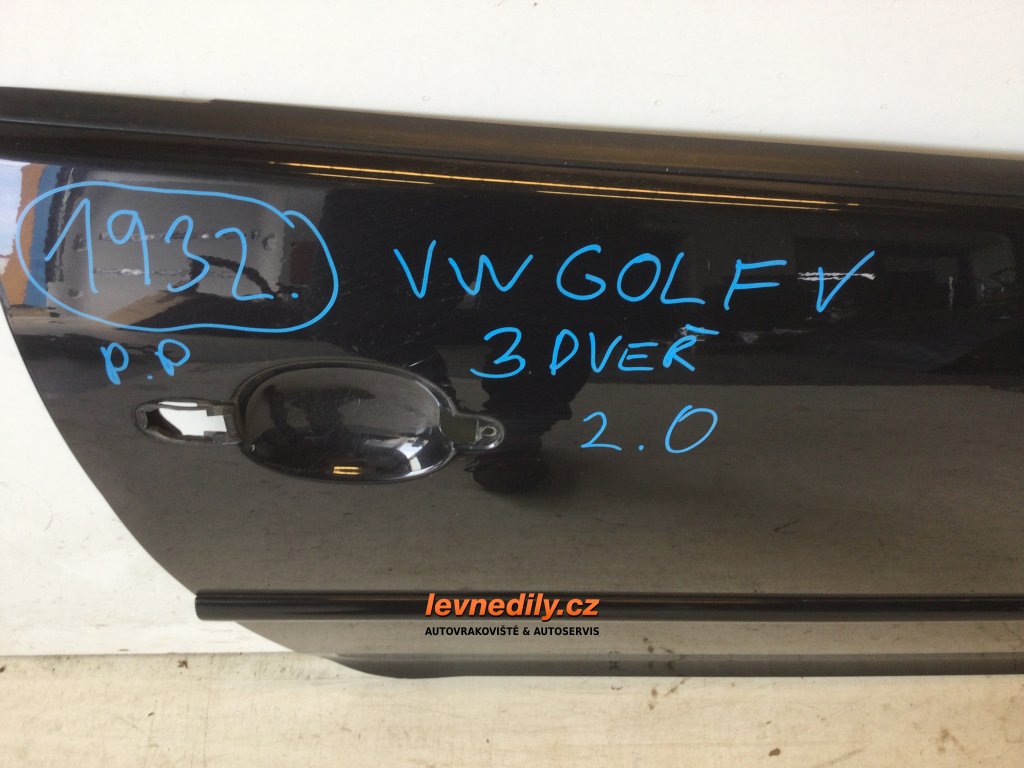 1932.
P.P
VW GOLF V
3.DVEŘ
2.0
levnedily.cz
AUTOVRAKOVIŠTĚ & AUTOSERVIS